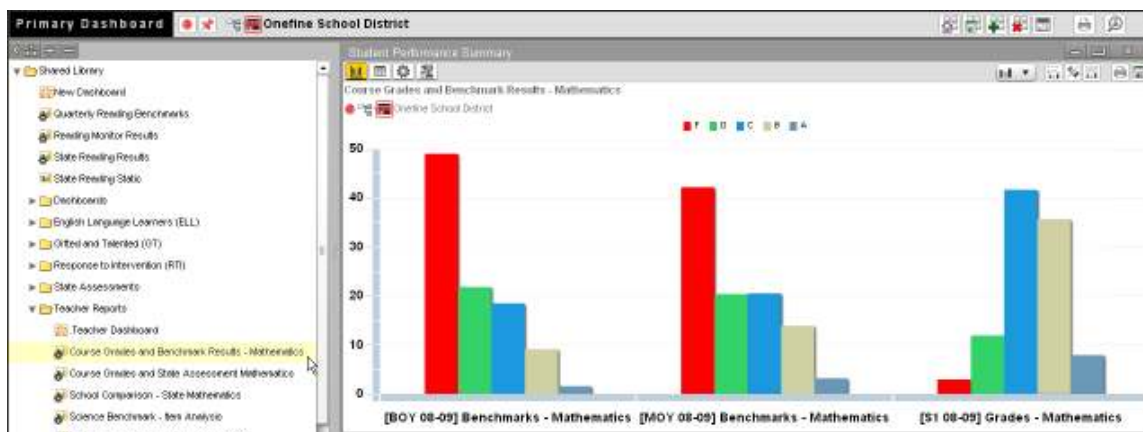 Primary Dashboard
Onefine School District
Shared Library
New Dashboard
Quarterly Reading Benchmarks
Reading Monitor Results
State Reading Results
State Reading Static
Dashboards
English Language Learners (ELL)
Gifted and Talented (GT)
Response to Intervention (RTI)
State Assessments
Teacher Reports
.Teacher Dashboard
Course Grades and Benchmark Results - Mathematics
Course Grades and State Assessment Mathematics
School Comparison - State Mathematics
Science Benchmark - Item Analysis
Student Performance Summary
Course Grades and Benchmark Results - Mathematics
Onefine School District
F D C B A
50
40
30
20
10
0
[BOY 08-09] Benchmarks - Mathematics [MOY 08-09] Benchmarks - Mathematics [S1 08-09] Grades - Mathematics